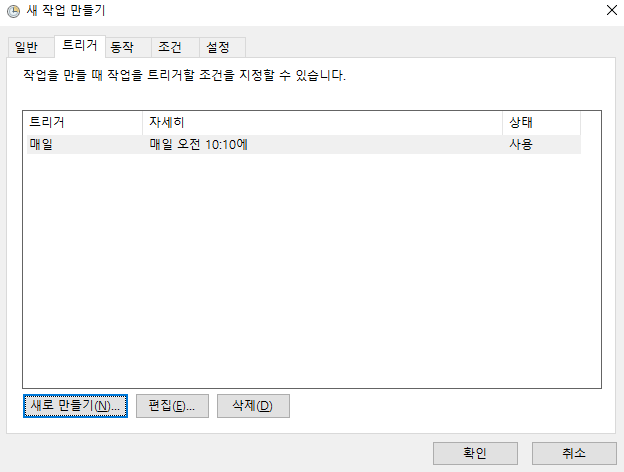 새 작업 만들기
일반 트리거 동작 조건 설정
작업을 만들 때 작업을 트리거할 조건을 지정할 수 있습니다.
트리거 자세히 상태
매일 매일 오전 10:10에 사용
새로 만들기(N)... 편집(E)... 삭제(D)
확인 취소